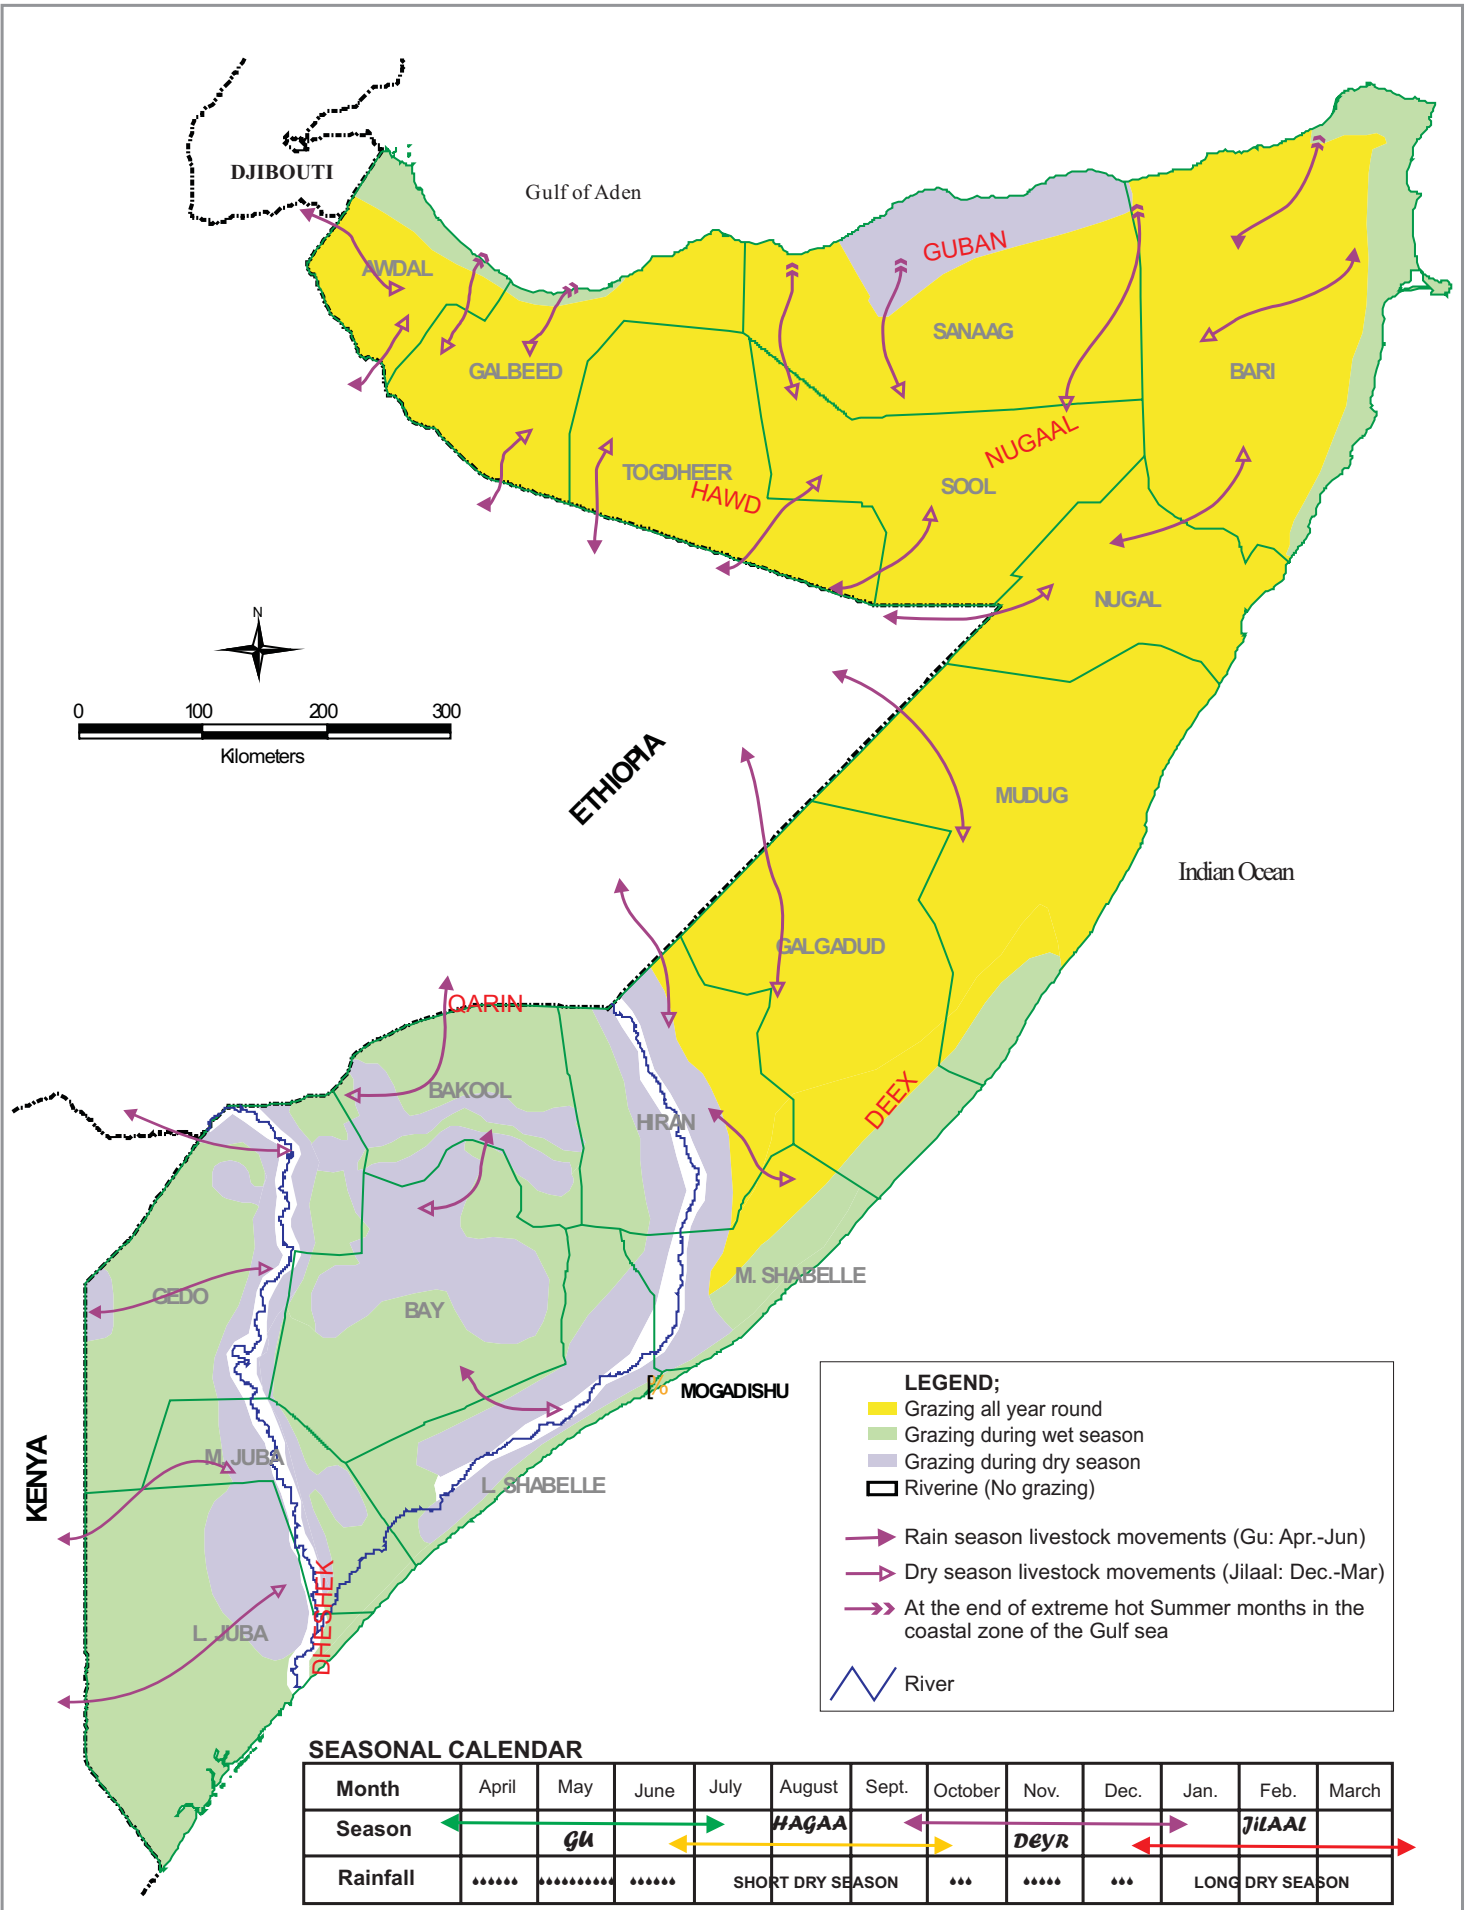 DJIBOUTI
Gulf of Aden
GUBAN
AWDAL
SANAAG
GALBEED
BARI
NUGAAL
TOGDHEER
HAWD
SOOL
NUGAL
N
0 100 200 300
Kilometers
ETHIOPIA
MUDUG
Indian Ocean
GALGADUD
QARIN
BAKOOL
DEEX
HIRAN
M. SHABELLE
GEDO
BAY
MOGADISHU
KENYA
M. JUBA
L. SHABELLE
DHESHEK
L. JUBA
LEGEND;
Grazing all year round
Grazing during wet season
Grazing during dry season
Riverine (No grazing)
Rain season livestock movements (Gu: Apr.-Jun)
Dry season livestock movements (Jilaal: Dec.-Mar)
At the end of extreme hot Summer months in the
coastal zone of the Gulf sea
River
SEASONAL CALENDAR
Month April May June July August Sept. October Nov. Dec. Jan. Feb. March
Season GU HAGAA DEYR JiLAAL
Rainfall SHORT DRY SEASON LONG DRY SEASON